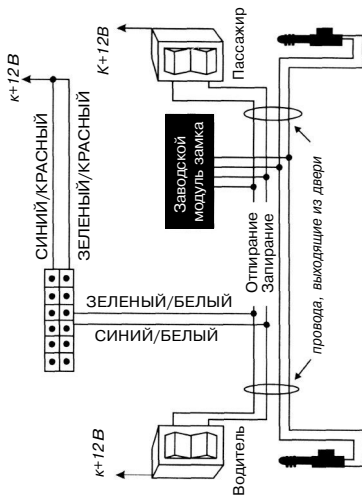 к+12В
СИНИЙ/КРАСНЫЙ
ЗЕЛЕНЫЙ/КРАСНЫЙ
К+12В
Пассажир
Заводской
модуль замка
ЗЕЛЕНЫЙ/БЕЛЫЙ
СИНИЙ/БЕЛЫЙ
Отпирание
Запирание
провода, выходящие из двери
к+12В
Водитель